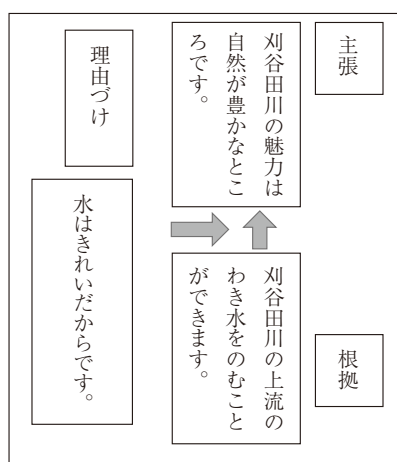 主張
刈谷田川の魅力は
自然が豊かなとこ
ろです。
根拠
刈谷田川の上流の
わき水をのむこと
ができます。
理由づけ
水はきれいだからです。